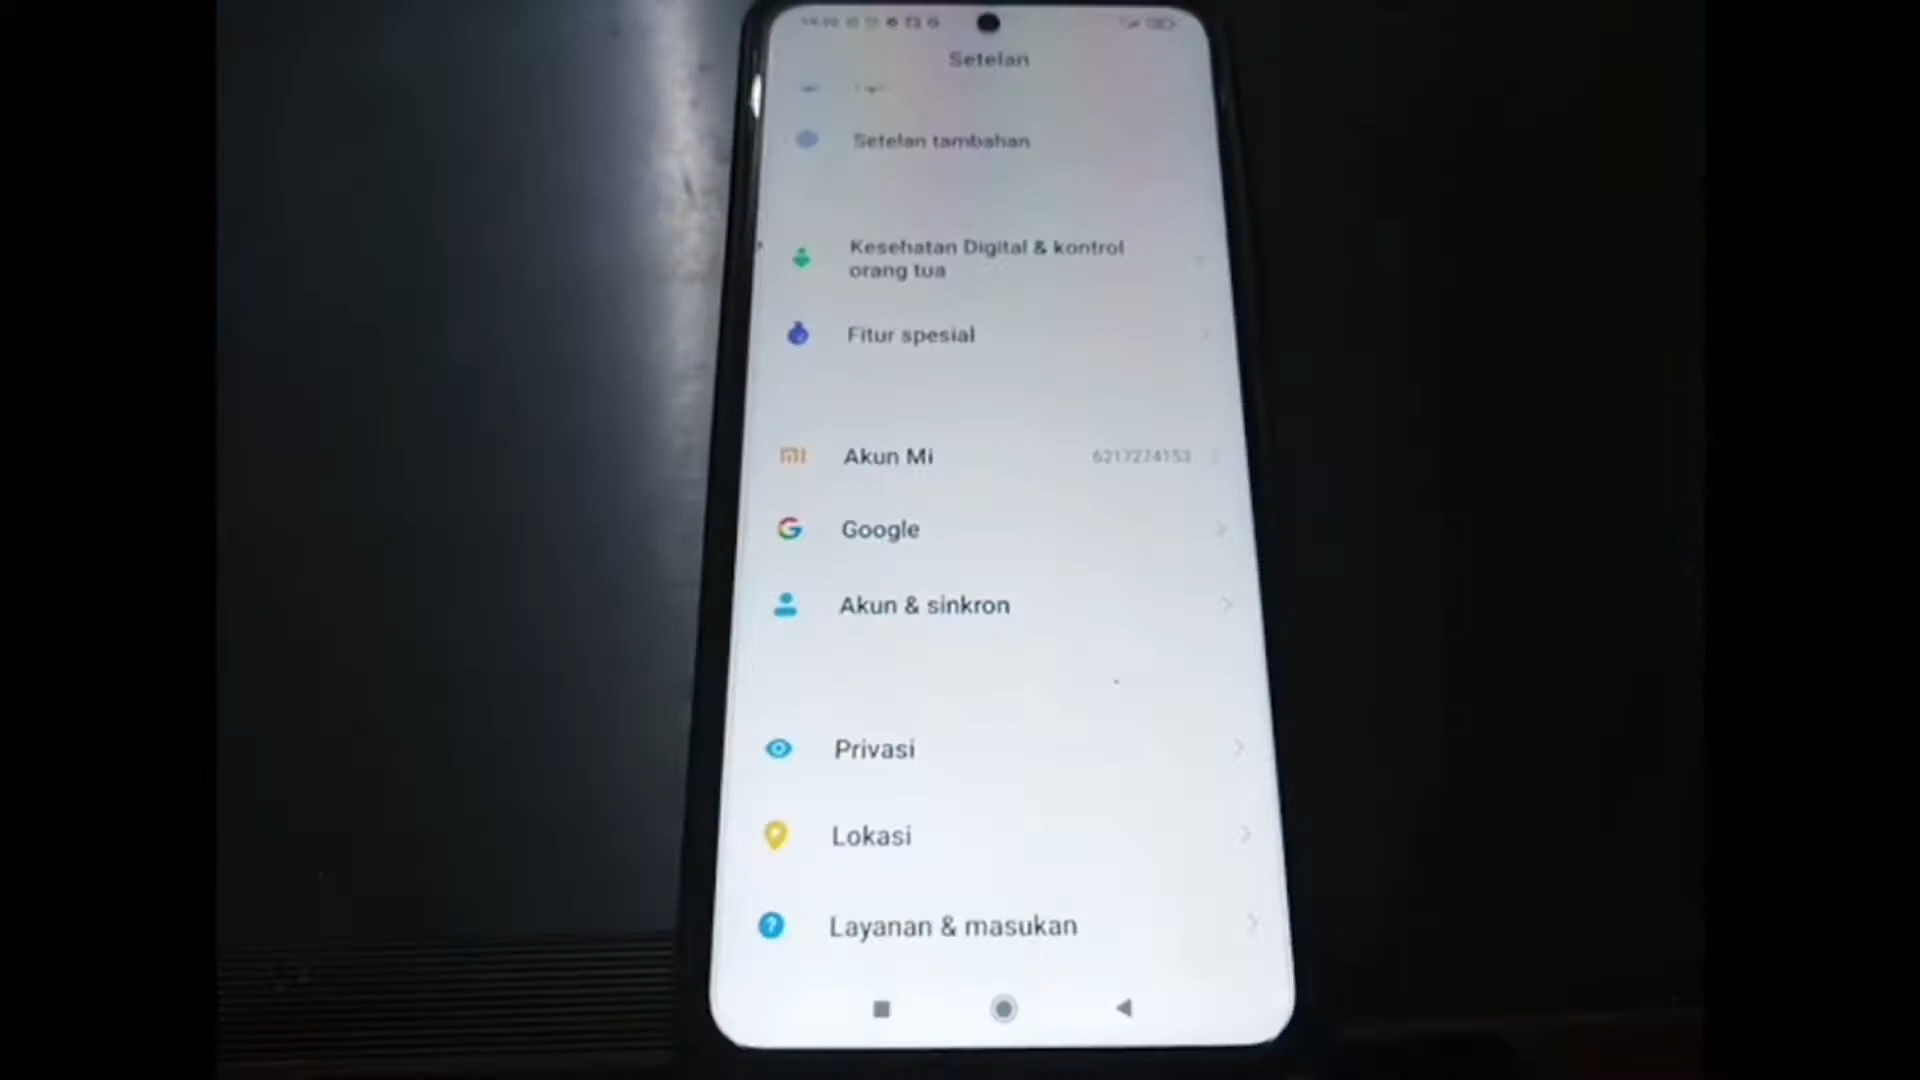 Setelan
Setelan tambahan
Kesehatan Digital & kontrol
orang tua
Fitur spesial
Akun Mi 6217274153
Google
Akun & sinkron
Privasi
Lokasi
Layanan & masukan